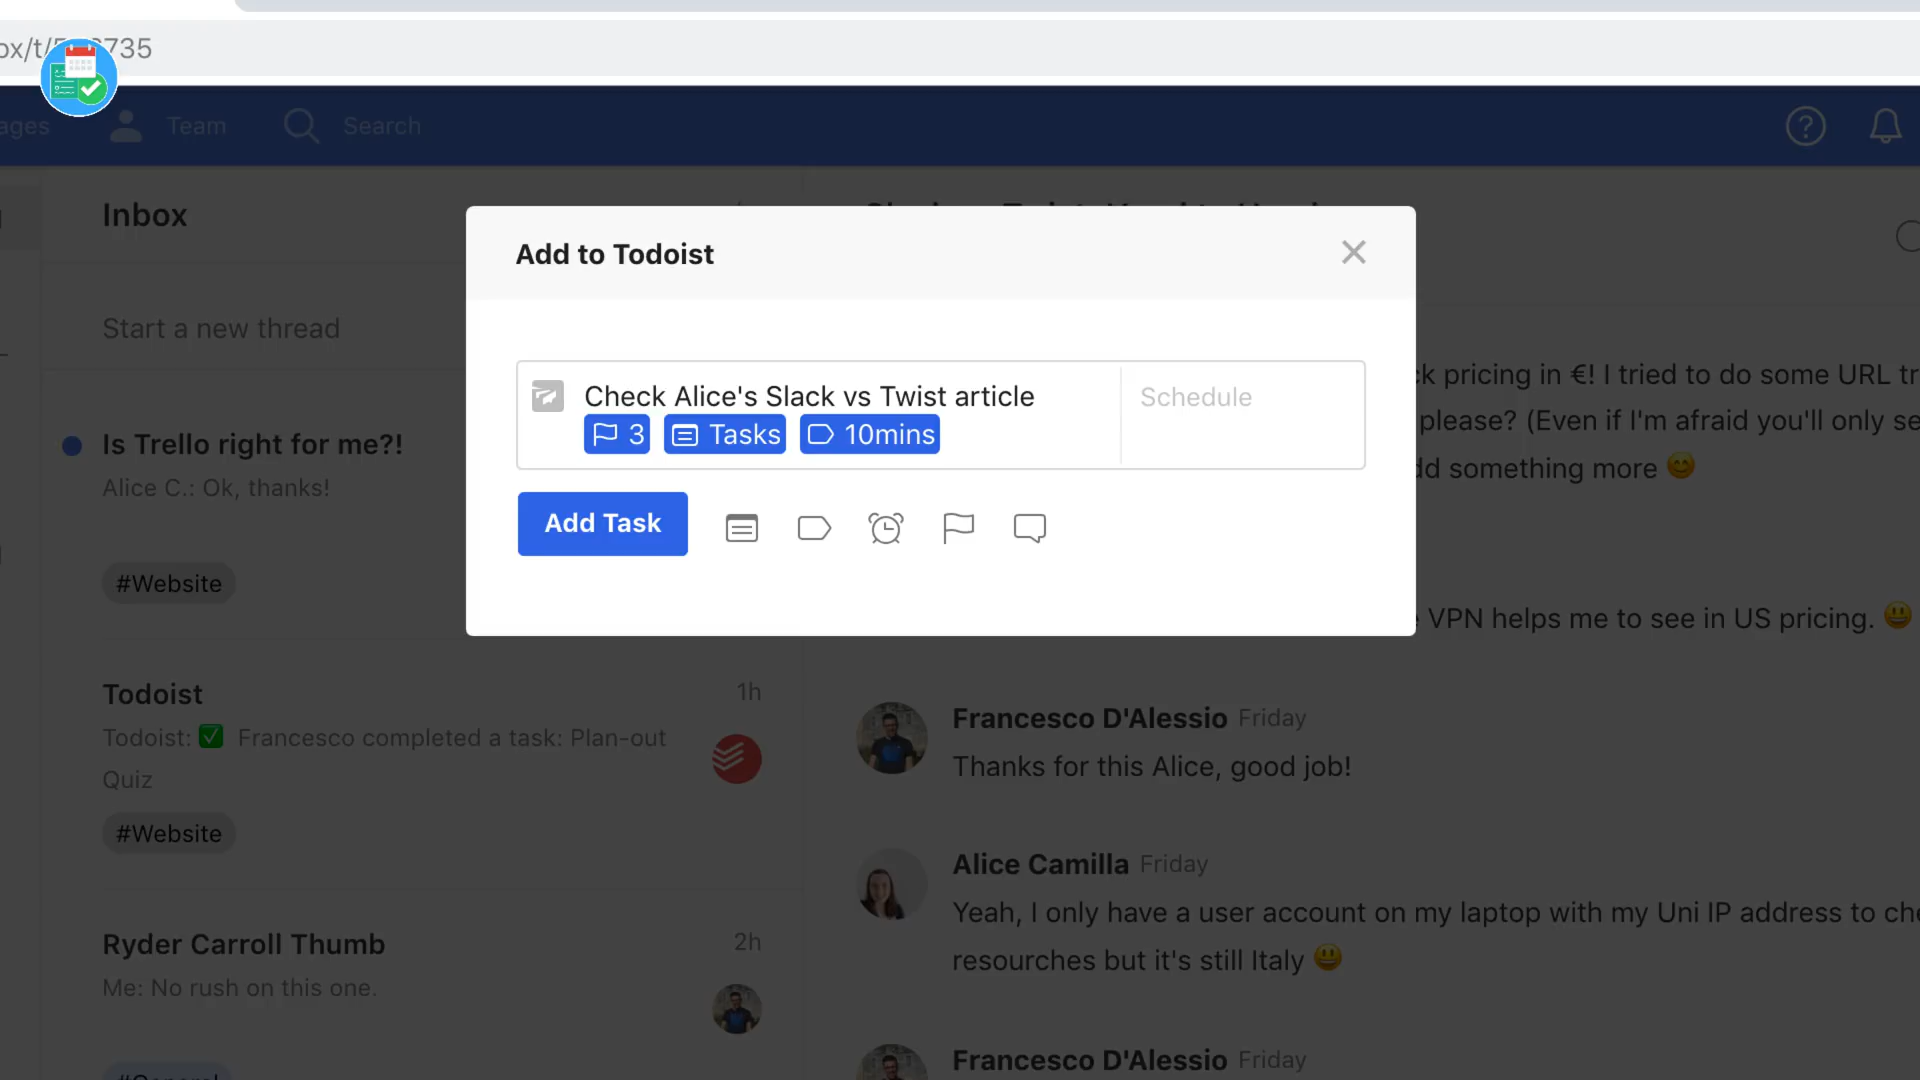 735
Team
Search
Inbox
Start a new thread
Is Trello right for me?!
Alice C.: Ok, thanks!
#Website
Todoist
1h
Todoist: ✅ Francesco completed a task: Plan-out
Quiz
#Website
Ryder Carroll Thumb
2h
Me: No rush on this one.
#General
Add to Todoist
Check Alice's Slack vs Twist article
Schedule
3
Tasks
10mins
Add Task
pricing in €! I tried to do some URL
please? (Even if I'm afraid you'll only
something more 😊
VPN helps me to see in US pricing. 😃
Francesco D'Alessio Friday
Thanks for this Alice, good job!
Alice Camilla Friday
Yeah, I only have a user account on my laptop with my Uni IP address to
resourches but it's still Italy 😃
Francesco D'Alessio Friday